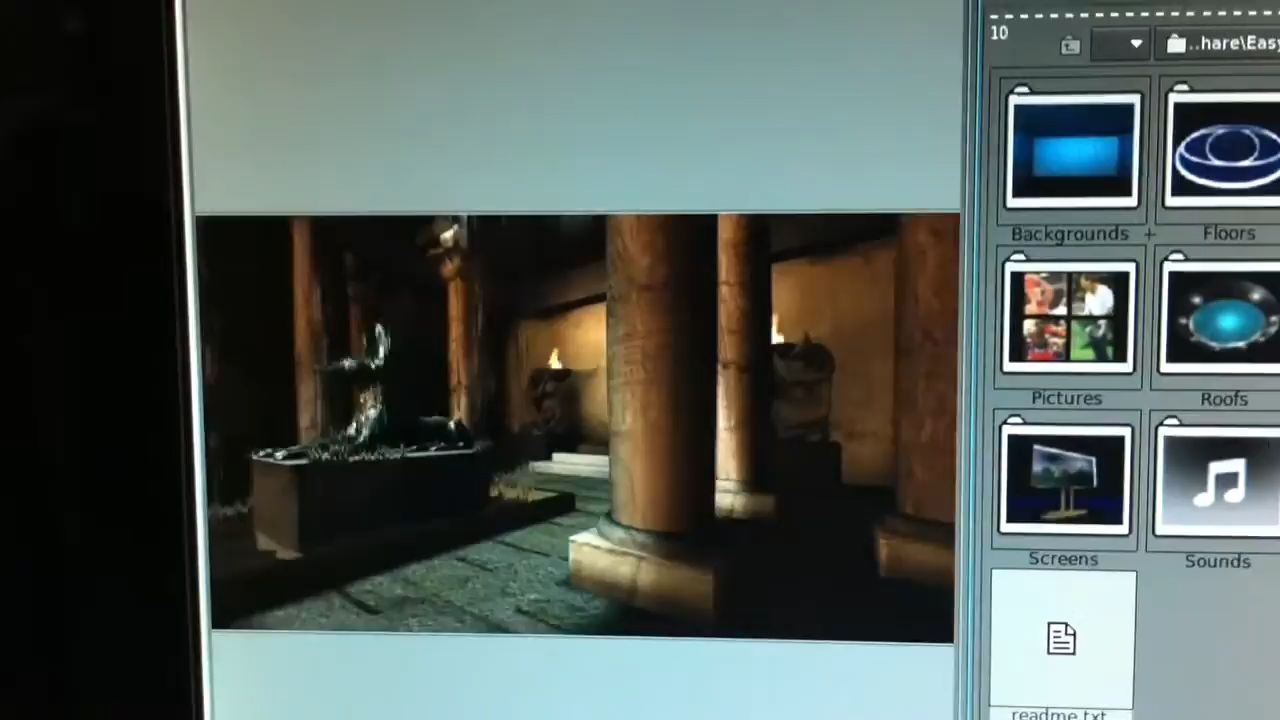 10
..hare\Easy
Backgrounds
Floors
Pictures
Roofs
Screens
Sounds
readme.txt